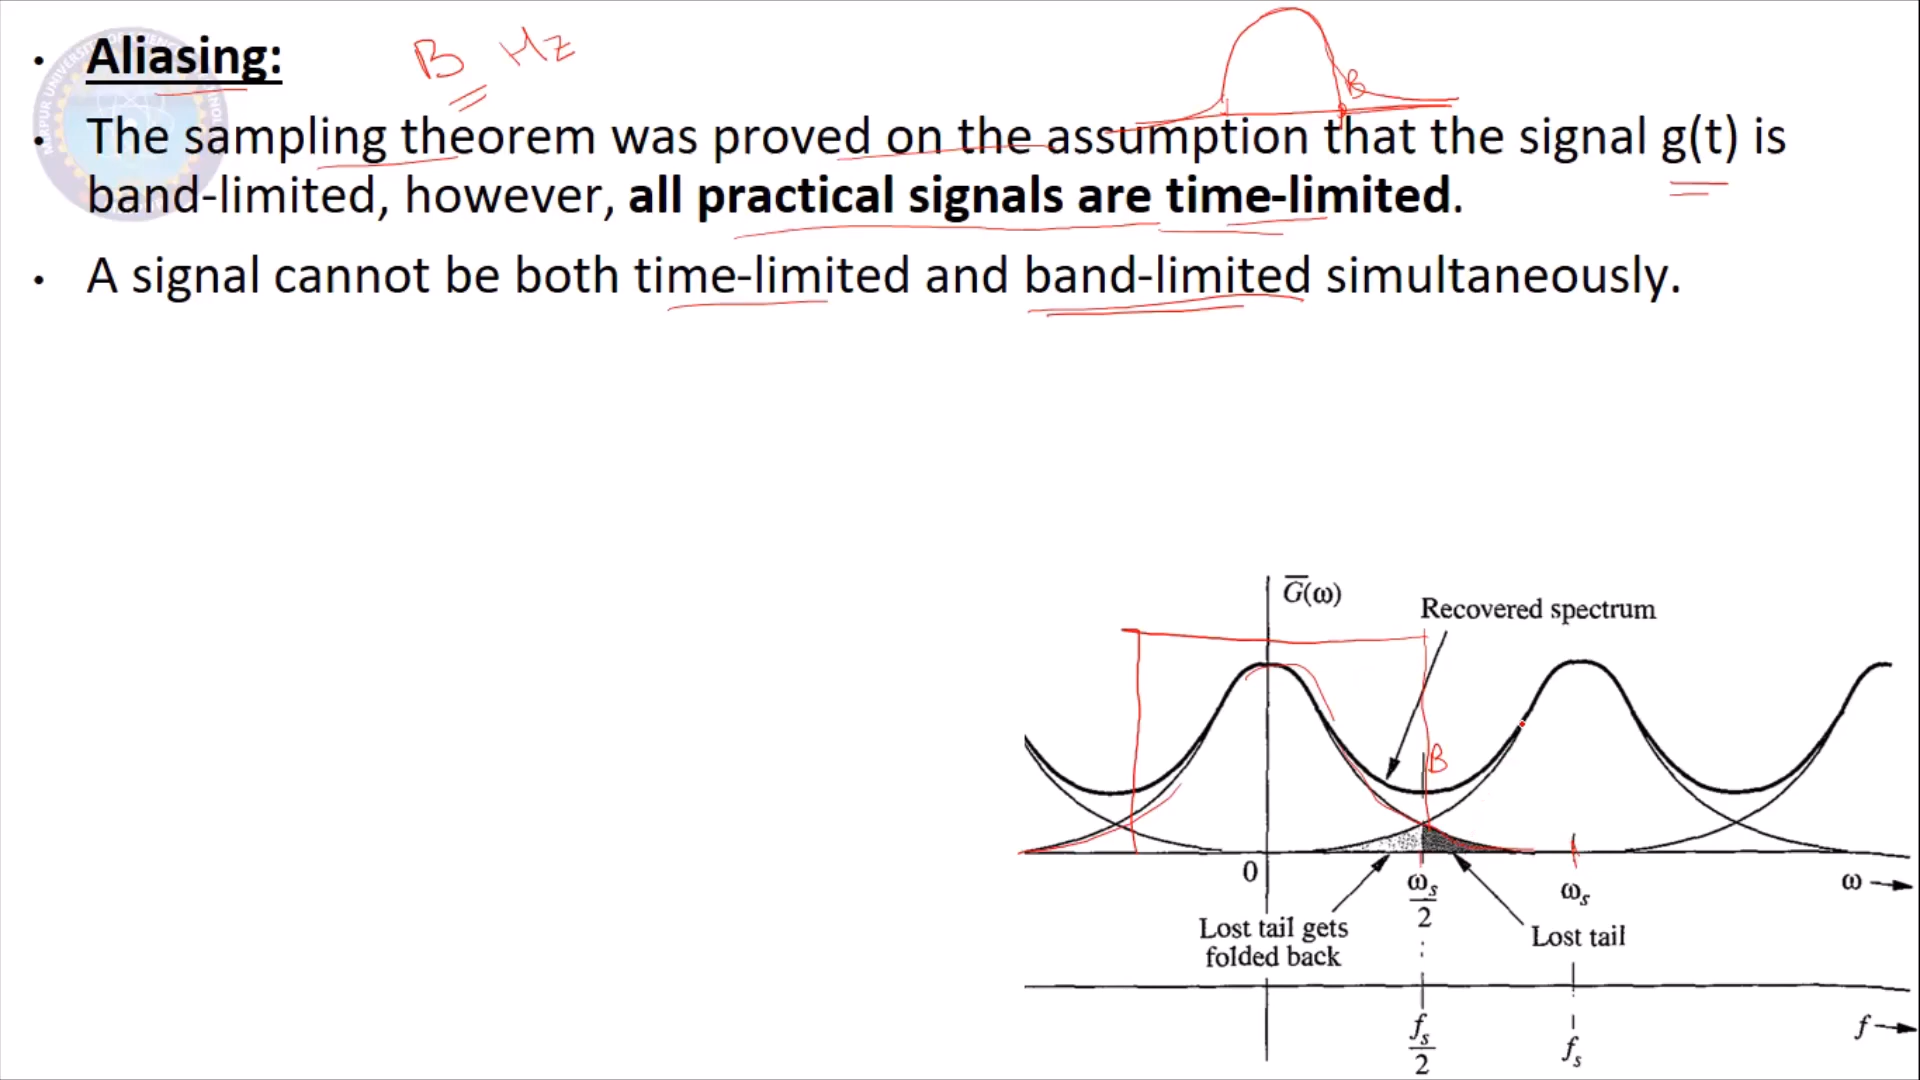 • Aliasing:
B Hz
B
• The sampling theorem was proved on the assumption that the signal g(t) is
band-limited, however, all practical signals are time-limited.
• A signal cannot be both time-limited and band-limited simultaneously.
G̅(ω)
Recovered spectrum
B
0
ωs/2
ωs
ω
Lost tail gets
folded back
Lost tail
f
fs/2
fs